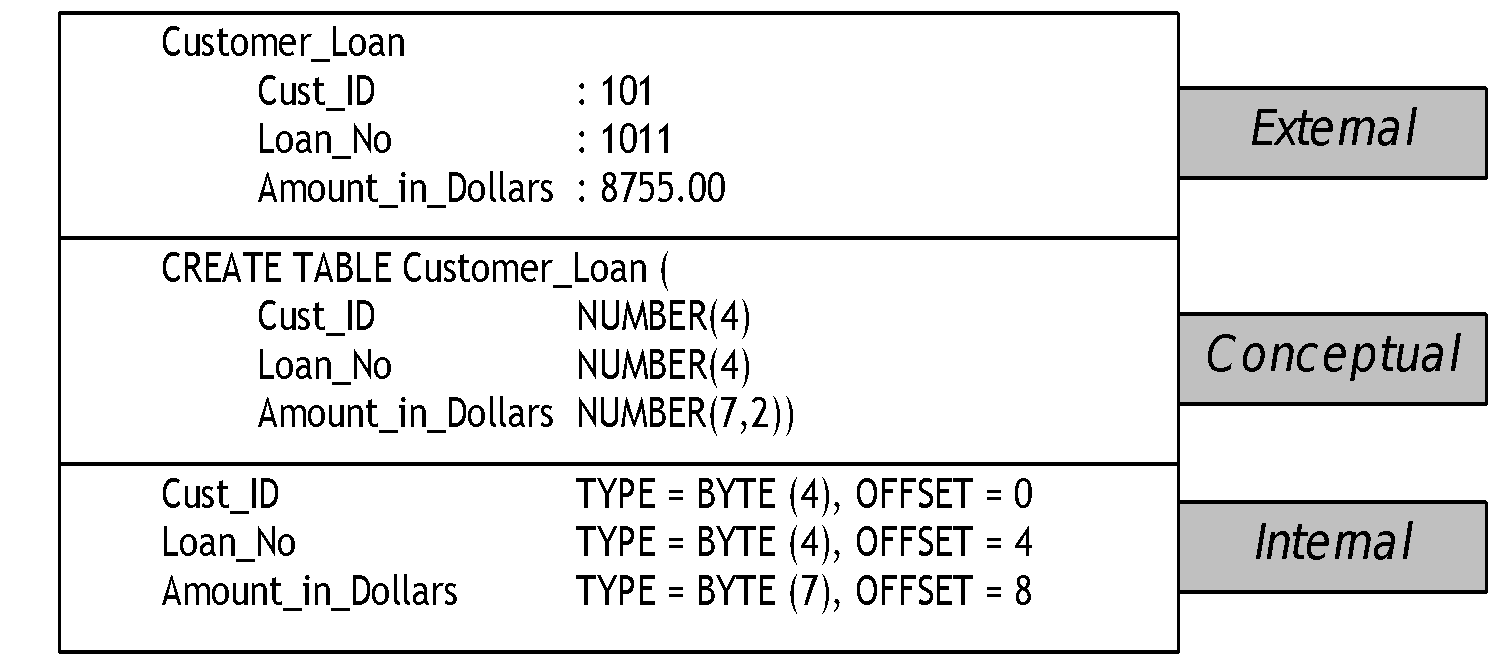 Customer_Loan
Cust_ID : 101
Loan_No : 1011
Amount_in_Dollars : 8755.00
External
CREATE TABLE Customer_Loan (
Cust_ID NUMBER(4)
Loan_No NUMBER(4)
Amount_in_Dollars NUMBER(7,2))
Conceptual
Cust_ID TYPE = BYTE (4), OFFSET = 0
Loan_No TYPE = BYTE (4), OFFSET = 4
Amount_in_Dollars TYPE = BYTE (7), OFFSET = 8
Internal